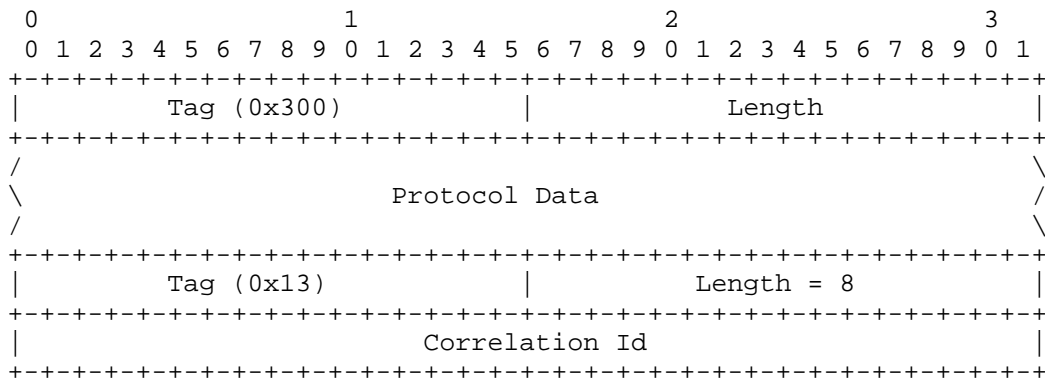 0                   1                   2                   3
 0 1 2 3 4 5 6 7 8 9 0 1 2 3 4 5 6 7 8 9 0 1 2 3 4 5 6 7 8 9 0 1
+-+-+-+-+-+-+-+-+-+-+-+-+-+-+-+-+-+-+-+-+-+-+-+-+-+-+-+-+-+-+-+-+
|         Tag (0x300)           |            Length             |
+-+-+-+-+-+-+-+-+-+-+-+-+-+-+-+-+-+-+-+-+-+-+-+-+-+-+-+-+-+-+-+-+
/                                                               \
\                       Protocol Data                           /
/                                                               \
+-+-+-+-+-+-+-+-+-+-+-+-+-+-+-+-+-+-+-+-+-+-+-+-+-+-+-+-+-+-+-+-+
|         Tag (0x13)            |          Length = 8           |
+-+-+-+-+-+-+-+-+-+-+-+-+-+-+-+-+-+-+-+-+-+-+-+-+-+-+-+-+-+-+-+-+
|                         Correlation Id                        |
+-+-+-+-+-+-+-+-+-+-+-+-+-+-+-+-+-+-+-+-+-+-+-+-+-+-+-+-+-+-+-+-+